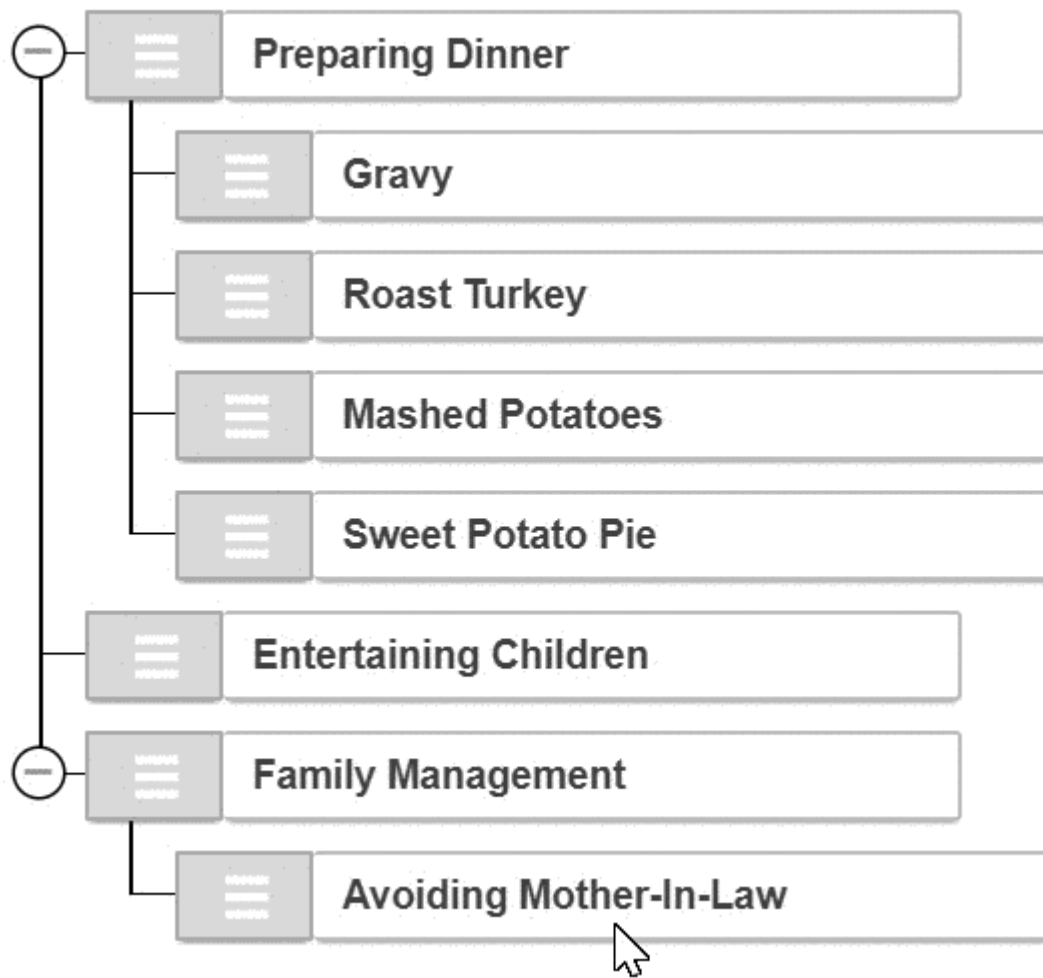 Preparing Dinner
Gravy
Roast Turkey
Mashed Potatoes
Sweet Potato Pie
Entertaining Children
Family Management
Avoiding Mother-In-Law